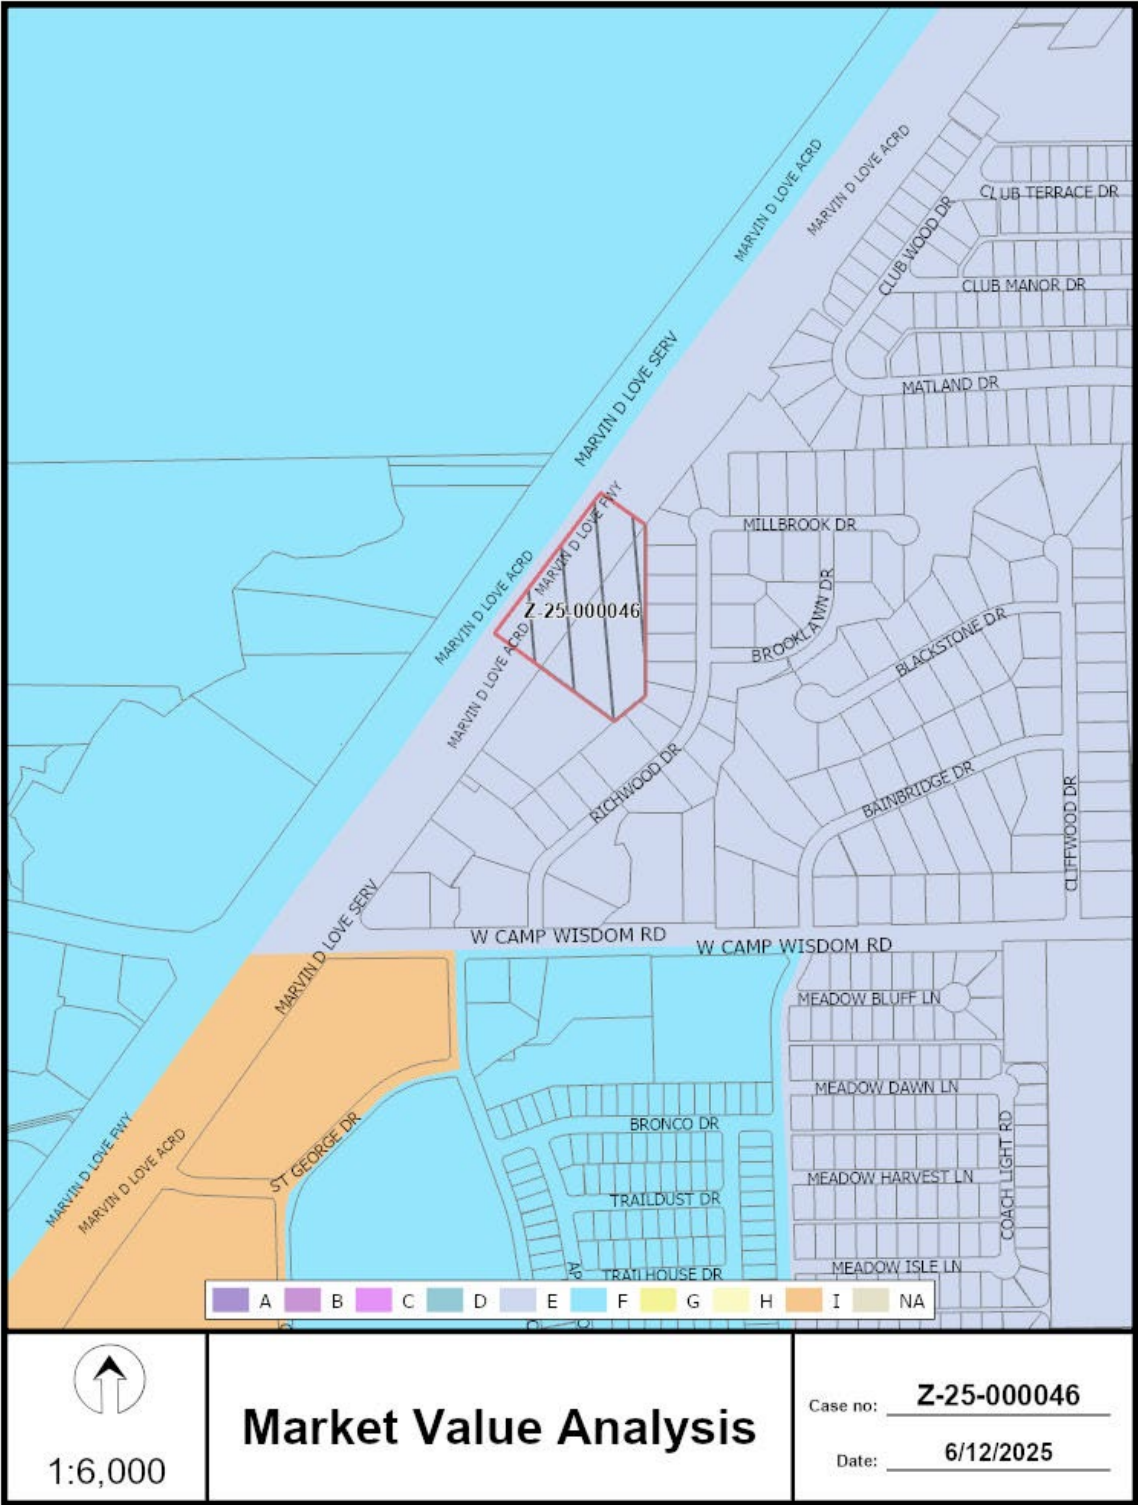 MARVIN D LOVE ACRD
MARVIN D LOVE ACRD
CLUB TERRACE DR
CLUB WOOD DR
CLUB MANOR DR
MARVIN D LOVE SERV
MATLAND DR
MARVIN D LOVE FWY
MILLBROOK DR
MARVIN D LOVE ACRD
Z-25-000046
BROOKLAWN DR
BLACKSTONE DR
MARVIN D LOVE ACRD
RICHWOOD DR
BAINBRIDGE DR
CLIFFWOOD DR
MARVIN D LOVE SERV
W CAMP WISDOM RD
W CAMP WISDOM RD
MEADOW BLUFF LN
MEADOW DAWN LN
BRONCO DR
ST GEORGE DR
COACH LIGHT RD
MARVIN D LOVE FWY
MARVIN D LOVE ACRD
MEADOW HARVEST LN
TRAILDUST DR
MEADOW ISLE LN
TRAILHOUSE DR
AP
A B C D E F G H I NA
1:6,000
Market Value Analysis
Case no: Z-25-000046
Date: 6/12/2025